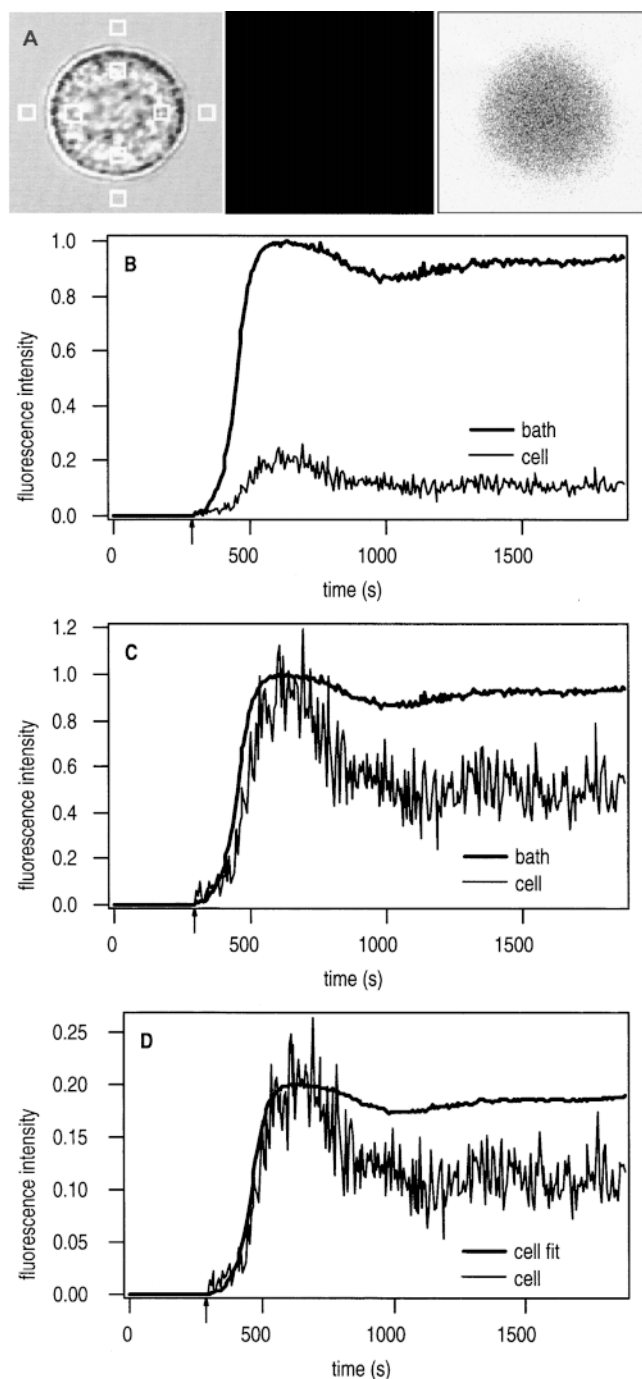 A
B
fluorescence intensity
1.0
0.8
0.6
0.4
0.2
0.0
bath
cell
0 500 1000 1500
time (s)
C
fluorescence intensity
1.2
1.0
0.8
0.6
0.4
0.2
0.0
bath
cell
0 500 1000 1500
time (s)
D
fluorescence intensity
0.25
0.20
0.15
0.10
0.05
0.00
cell fit
cell
0 500 1000 1500
time (s)